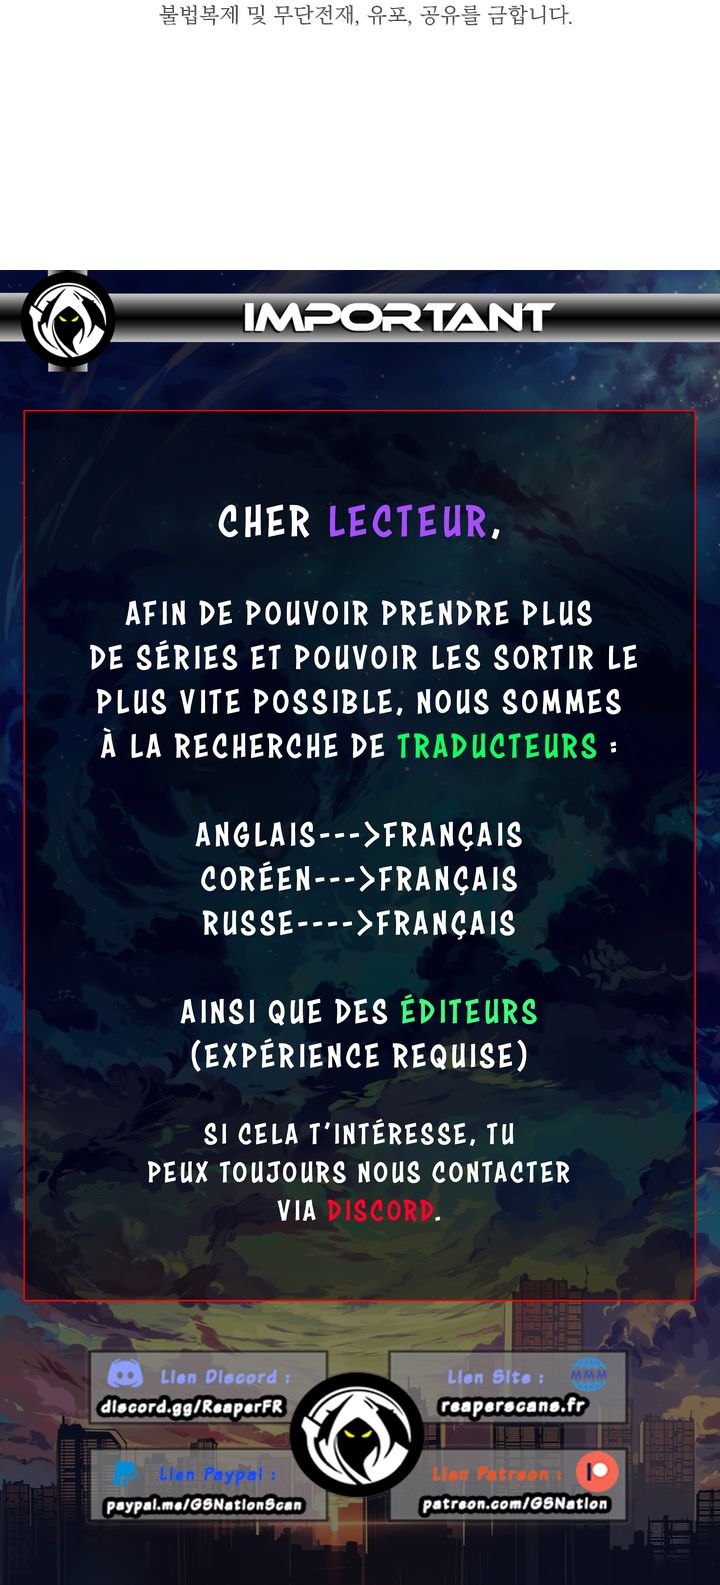 불법복제 및 무단전재, 유포, 공유를 금합니다.
IMPORTANT
CHER LECTEUR,
AFIN DE POUVOIR PRENDRE PLUS
DE SÉRIES ET POUVOIR LES SORTIR LE
PLUS VITE POSSIBLE, NOUS SOMMES
À LA RECHERCHE DE TRADUCTEURS :
ANGLAIS--->FRANÇAIS
CORÉEN--->FRANÇAIS
RUSSE---->FRANÇAIS
AINSI QUE DES ÉDITEURS
(EXPÉRIENCE REQUISE)
SI CELA T'INTÉRESSE, TU
PEUX TOUJOURS NOUS CONTACTER
VIA DISCORD.
Lien Discord :
discord.gg/ReaperFR
Lien Site :
WWW
reaperscans.fr
Lien Paypal :
paypal.me/GSNationScan
Lien Patreon :
patreon.com/GSNation